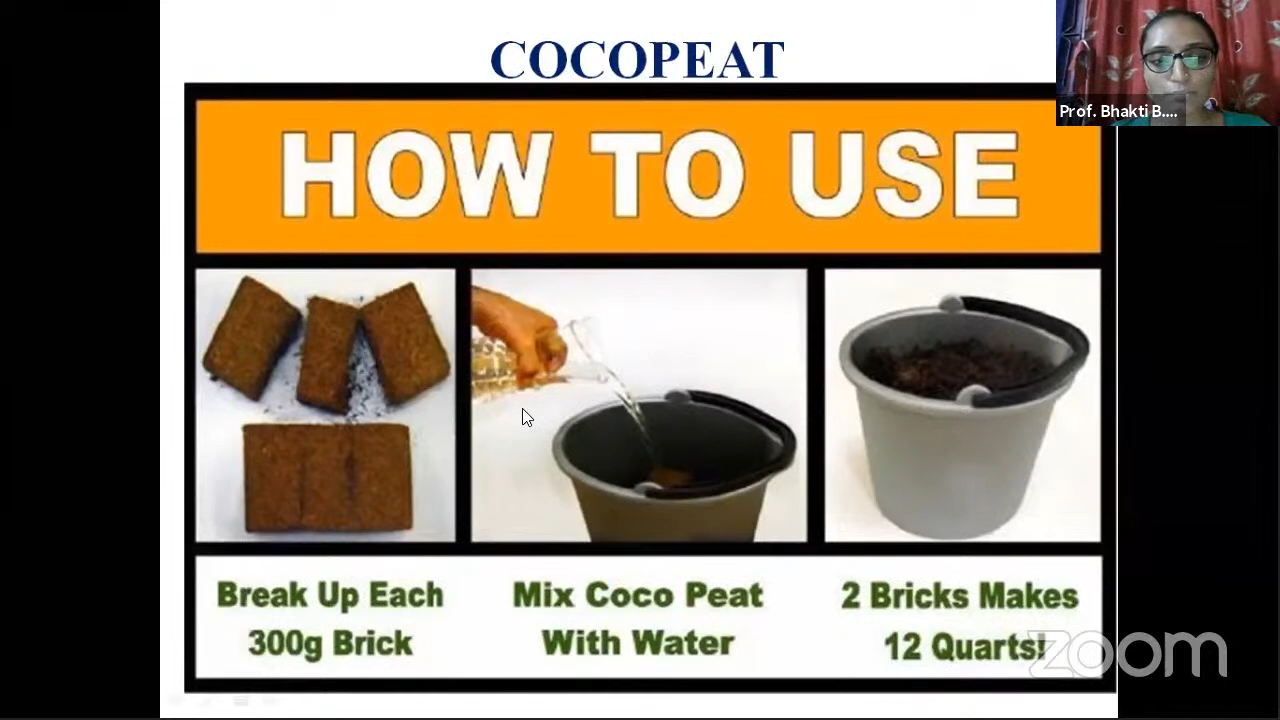 COCOPEAT
Prof. Bhakti B....
HOW TO USE
Break Up Each
300g Brick
Mix Coco Peat
With Water
2 Bricks Makes
12 Quarts!
zoom